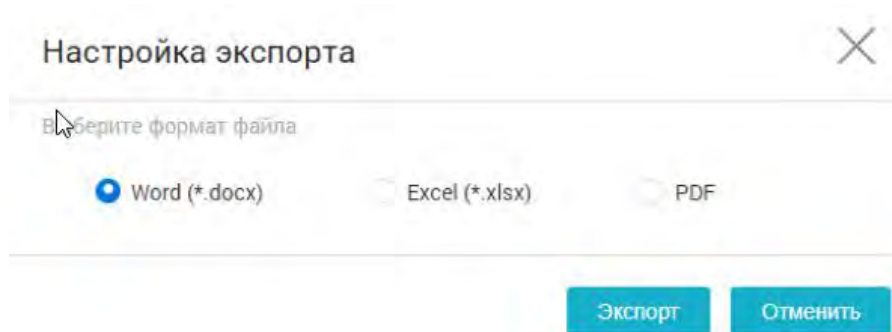 Настройка экспорта
Выберите формат файла
Word (*.docx) Excel (*.xlsx) PDF
Экспорт Отменить